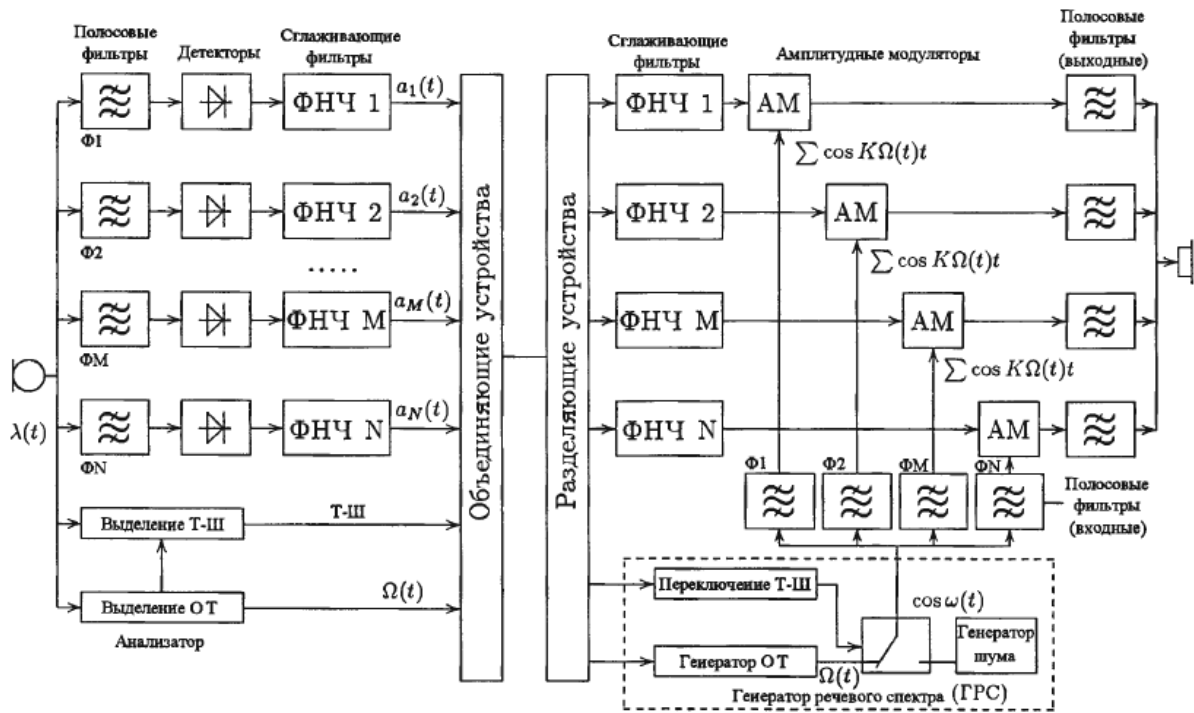 Полосовые
фильтры
Детекторы
Сглаживающие
фильтры
Сглаживающие
фильтры
Амплитудные модуляторы
Полосовые
фильтры
(выходные)
ФНЧ 1
a₁(t)
Ф1
ФНЧ 1
АМ
∑ cos KΩ(t)t
ФНЧ 2
a₂(t)
Ф2
ФНЧ 2
АМ
∑ cos KΩ(t)t
.....
ФНЧ М
a_M(t)
ФМ
ФНЧ М
АМ
∑ cos KΩ(t)t
λ(t)
ФНЧ N
a_N(t)
ФN
ФНЧ N
АМ
Объединяющие устройства
Разделяющие устройства
Ф1
Ф2
ФМ
ФN
Полосовые
фильтры
(входные)
Выделение Т-Ш
Т-Ш
Выделение ОТ
Ω(t)
Анализатор
Переключение Т-Ш
cos ω(t)
Генератор ОТ
Ω(t)
Генератор
шума
Генератор речевого спектра (ГРС)